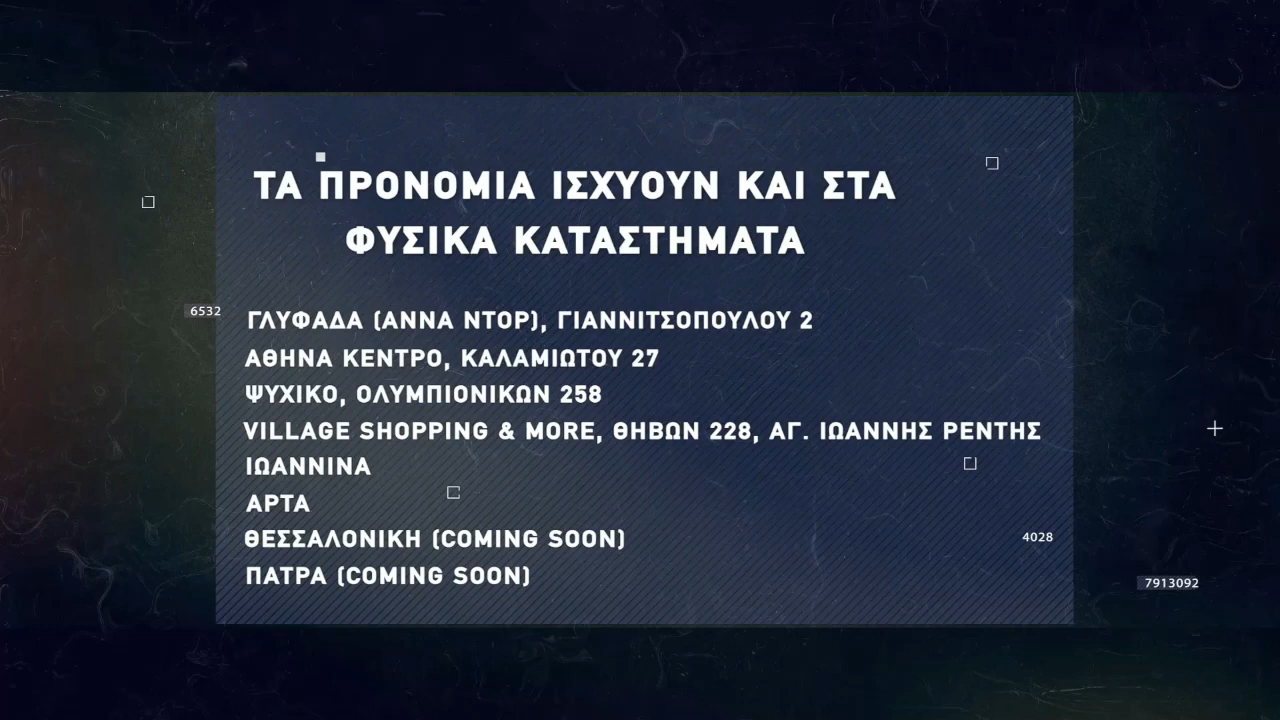 ΤΑ ΠΡΟΝΟΜΙΑ ΙΣΧΥΟΥΝ ΚΑΙ ΣΤΑ
ΦΥΣΙΚΑ ΚΑΤΑΣΤΗΜΑΤΑ
6532
ΓΛΥΦΑΔΑ (ΑΝΝΑ ΝΤΟΡ), ΓΙΑΝΝΙΤΣΟΠΟΥΛΟΥ 2
ΑΘΗΝΑ ΚΕΝΤΡΟ, ΚΑΛΑΜΙΩΤΟΥ 27
ΨΥΧΙΚΟ, ΟΛΥΜΠΙΟΝΙΚΩΝ 258
VILLAGE SHOPPING & MORE, ΘΗΒΩΝ 228, ΑΓ. ΙΩΑΝΝΗΣ ΡΕΝΤΗΣ
ΙΩΑΝΝΙΝΑ
ΑΡΤΑ
ΘΕΣΣΑΛΟΝΙΚΗ (COMING SOON)
4028
ΠΑΤΡΑ (COMING SOON)
7913092